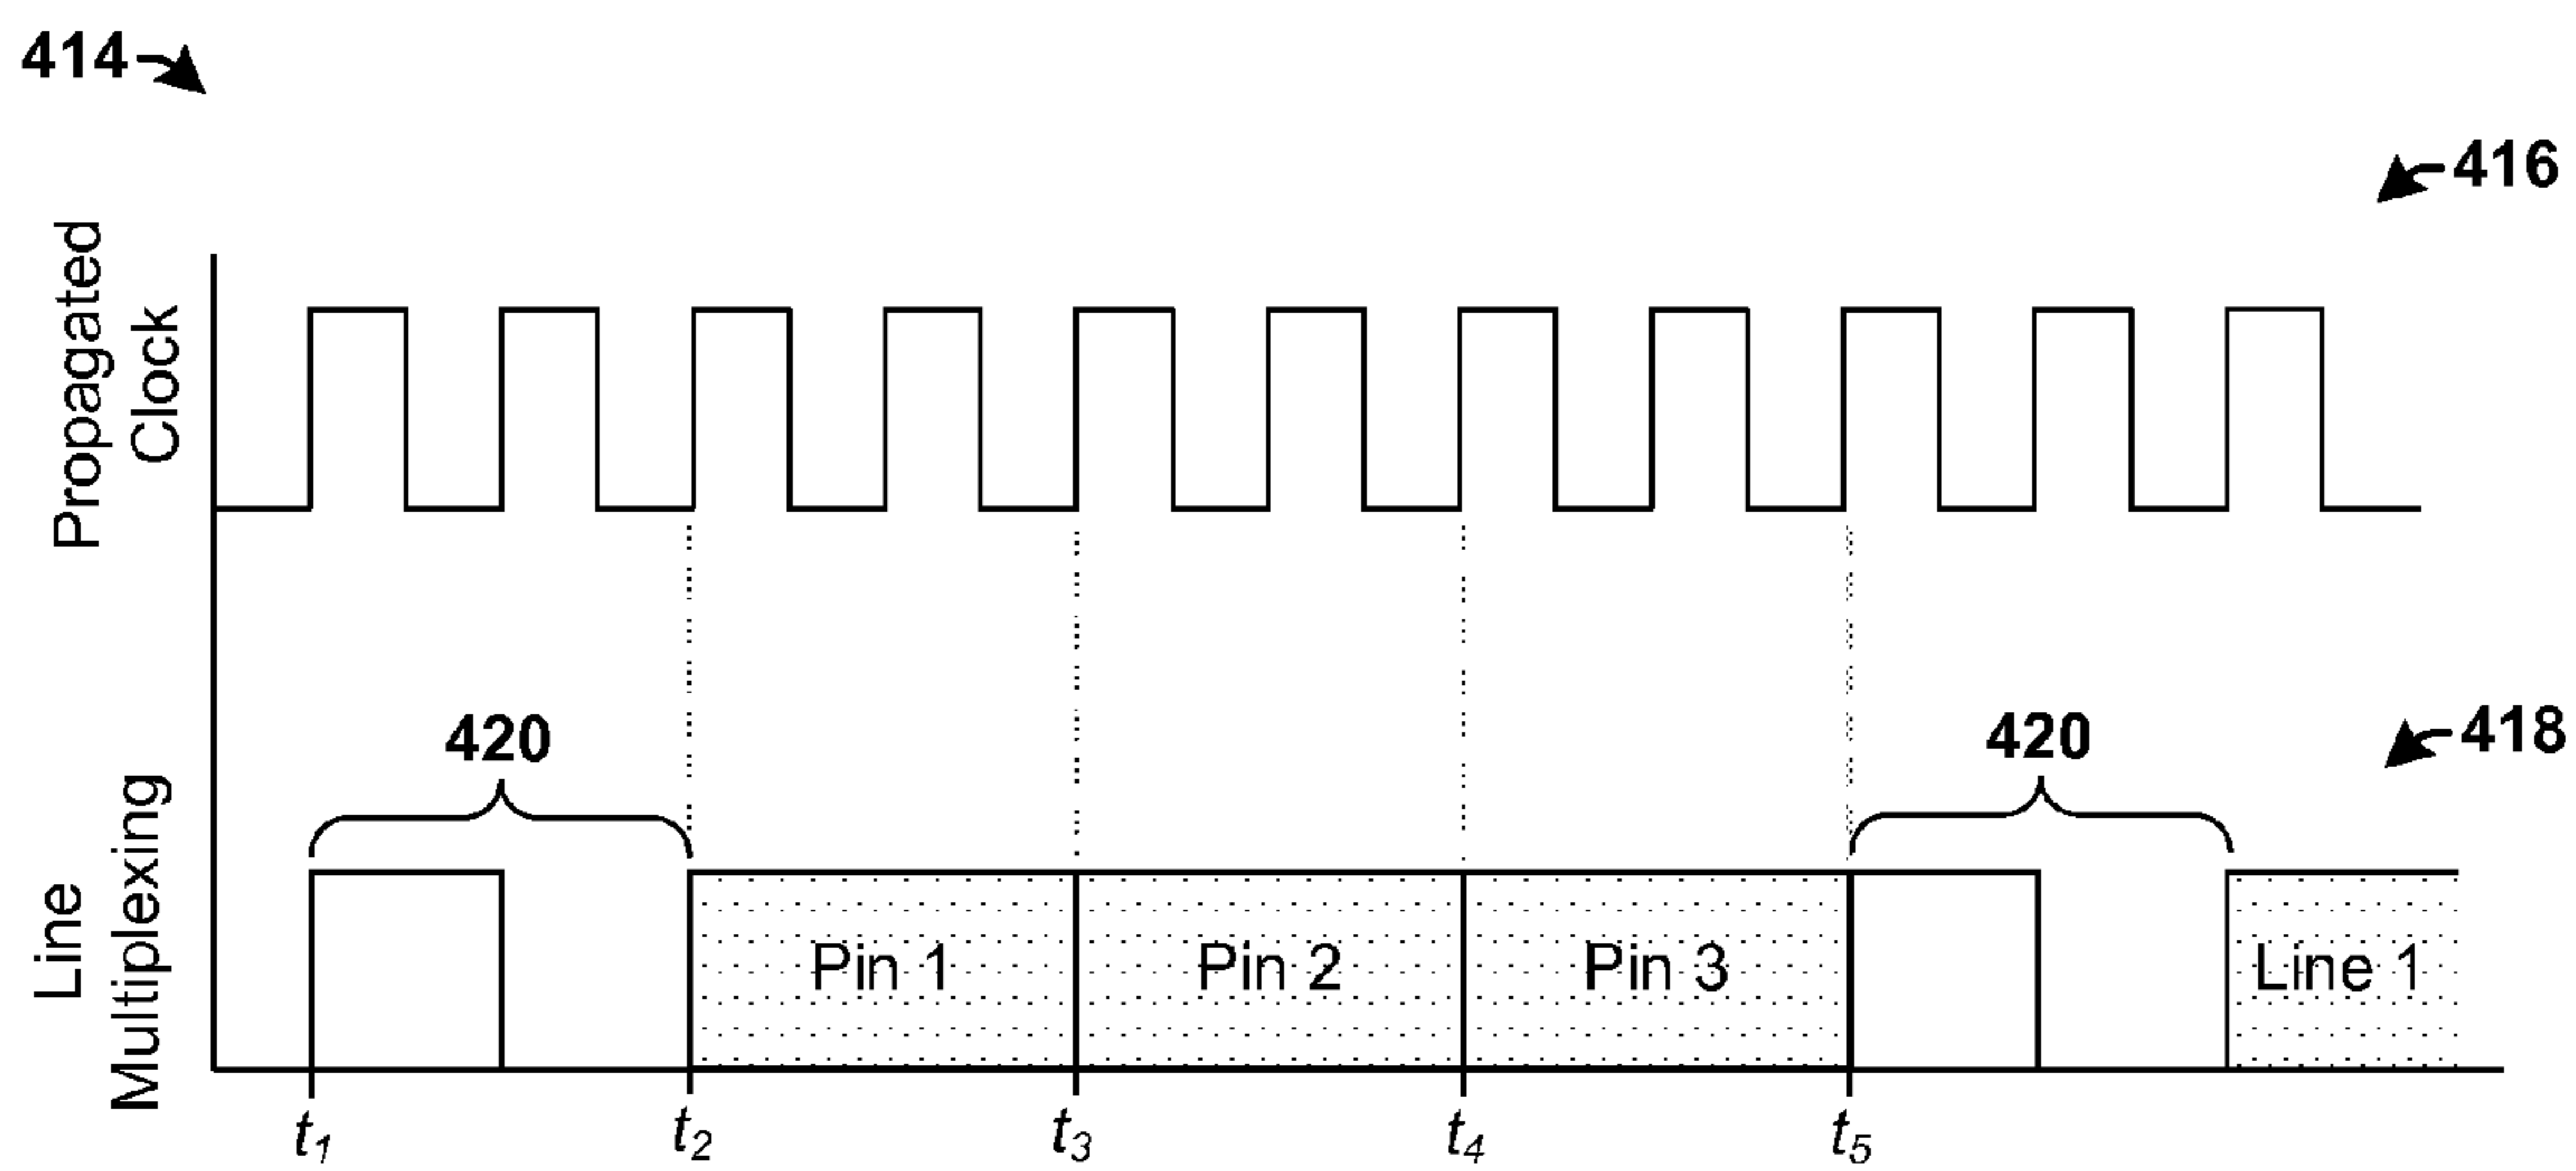 414
416
Propagated
Clock
420
420
418
Line
Multiplexing
Pin 1
Pin 2
Pin 3
Line 1
t1
t2
t3
t4
t5